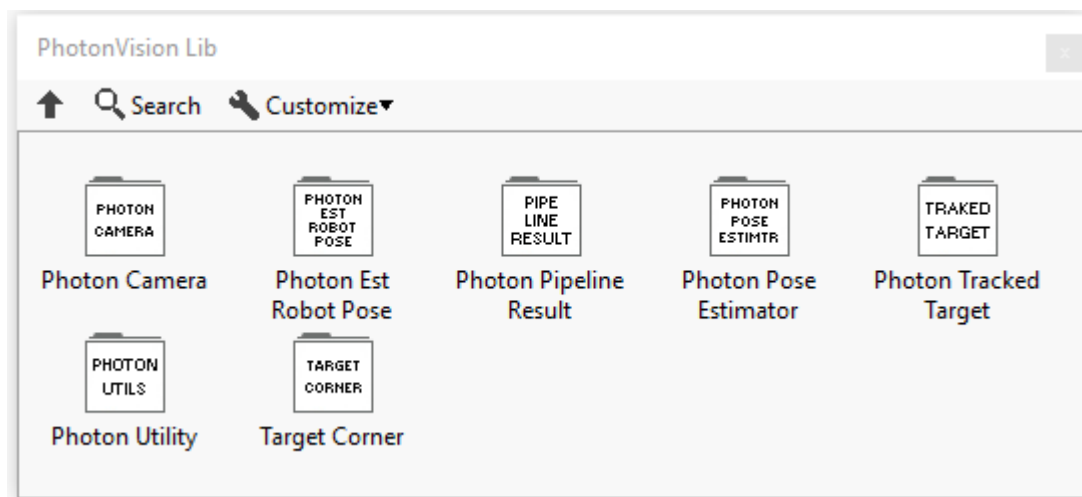 PhotonVision Lib
x
Search Customize▾
PHOTON
CAMERA
Photon Camera
PHOTON
EST
ROBOT
POSE
Photon Est
Robot Pose
PIPE
LINE
RESULT
Photon Pipeline
Result
PHOTON
POSE
ESTIMTR
Photon Pose
Estimator
TRAKED
TARGET
Photon Tracked
Target
PHOTON
UTILS
Photon Utility
TARGET
CORNER
Target Corner